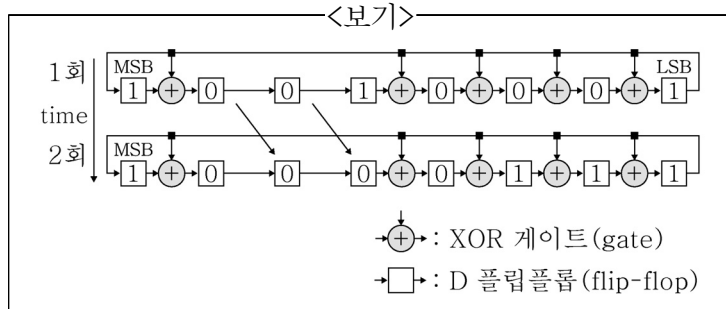 <보기>
1회
MSB
LSB
1 + 0 0 1 + 0 + 0 + 0 + 1
time
2회
MSB
1 + 0 0 0 + 0 + 1 + 1 + 1
+ : XOR 게이트(gate)
: D 플립플롭(flip-flop)